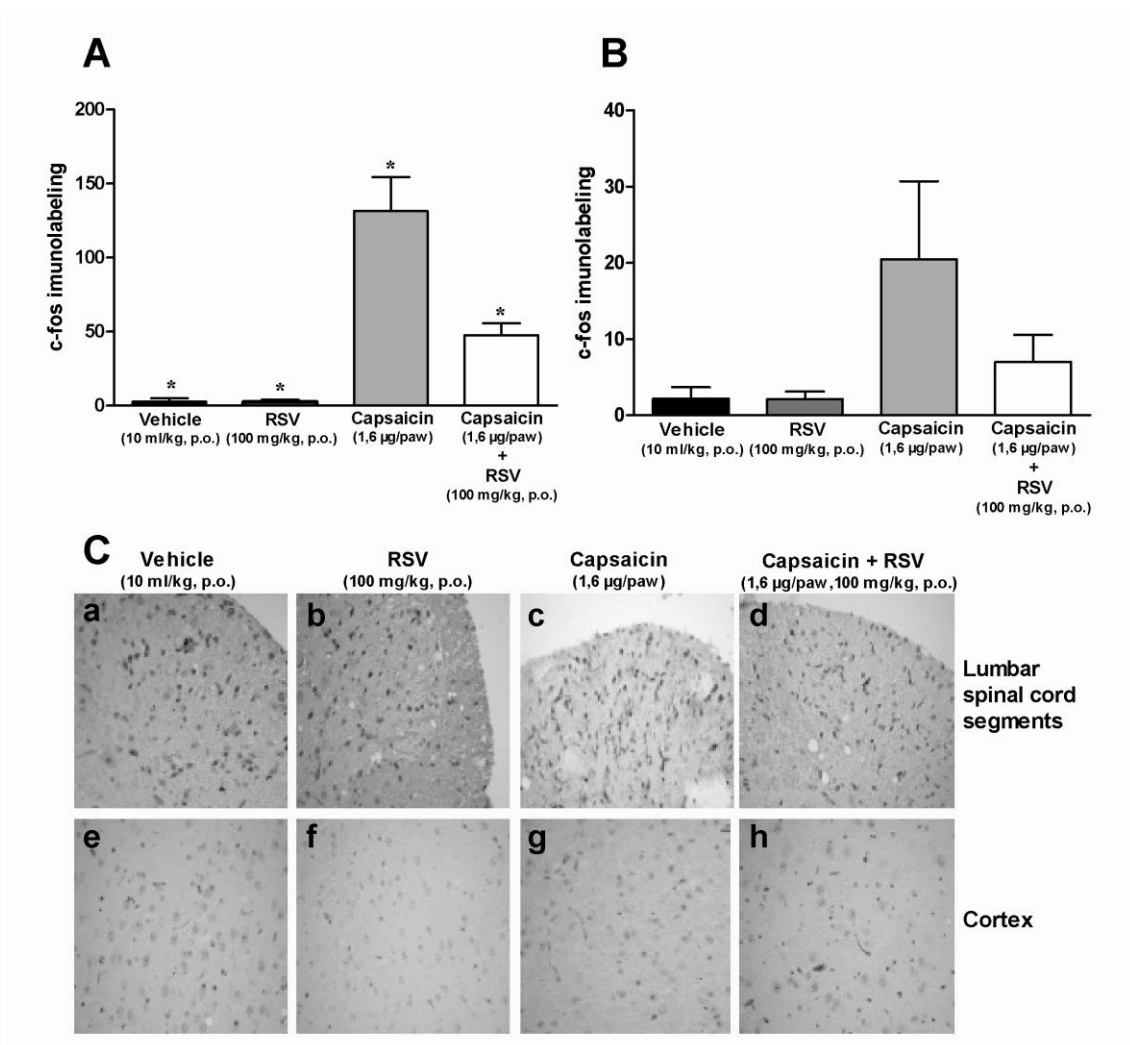 A
200
150
100
50
0
c-fos imunolabeling
*
*
*
*
Vehicle
(10 ml/kg, p.o.)
RSV
(100 mg/kg, p.o.)
Capsaicin
(1,6 µg/paw)
Capsaicin
(1,6 µg/paw)
+
RSV
(100 mg/kg, p.o.)
B
40
30
20
10
0
c-fos imunolabeling
Vehicle
(10 ml/kg, p.o.)
RSV
(100 mg/kg, p.o.)
Capsaicin
(1,6 µg/paw)
Capsaicin
(1,6 µg/paw)
+
RSV
(100 mg/kg, p.o.)
C
Vehicle
(10 ml/kg, p.o.)
RSV
(100 mg/kg, p.o.)
Capsaicin
(1,6 µg/paw)
Capsaicin + RSV
(1,6 µg/paw,100 mg/kg, p.o.)
a
b
c
d
Lumbar
spinal cord
segments
e
f
g
h
Cortex